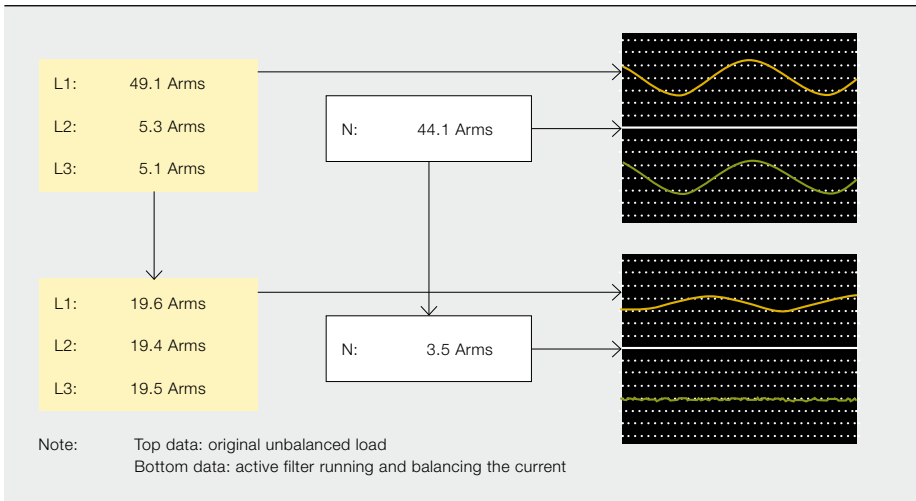 L1: 49.1 Arms
L2: 5.3 Arms
L3: 5.1 Arms
N: 44.1 Arms
L1: 19.6 Arms
L2: 19.4 Arms
L3: 19.5 Arms
N: 3.5 Arms
Note: Top data: original unbalanced load
Bottom data: active filter running and balancing the current